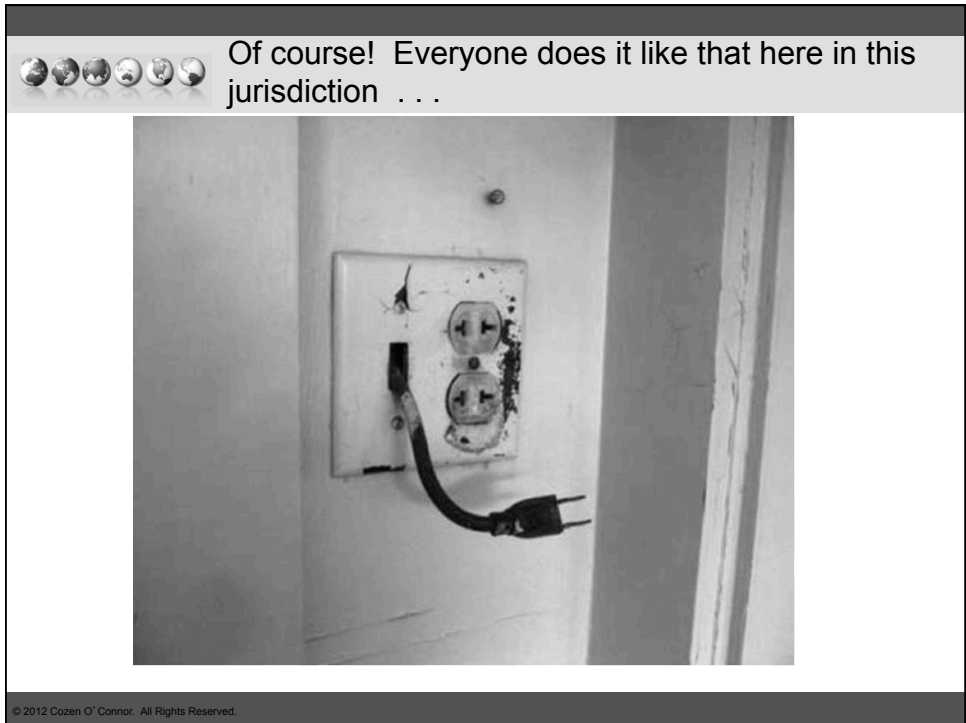 Of course!  Everyone does it like that here in this
jurisdiction  . . .
© 2012 Cozen O’Connor.  All Rights Reserved.